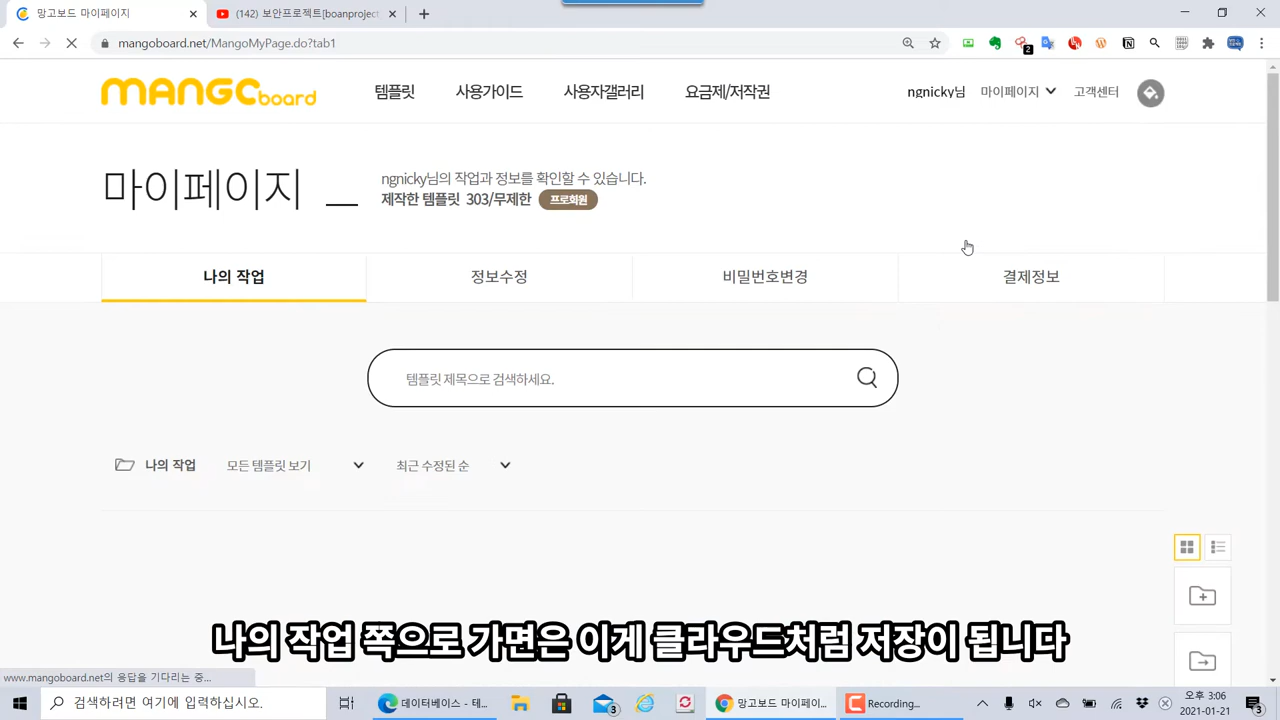 망고보드 마이페이지
(142) 보안프로젝트[boanproject
mangoboard.net/MangoMyPage.do?tab1
2
MANGOboard
템플릿 사용가이드 사용자갤러리 요금제/저작권
ngnicky님 마이페이지 고객센터
마이페이지
ngnicky님의 작업과 정보를 확인할 수 있습니다.
제작한 템플릿 303/무제한 프로회원
나의 작업 정보수정 비밀번호변경 결제정보
템플릿 제목으로 검색하세요.
나의 작업 모든 템플릿 보기 최근 수정된 순
나의 작업 쪽으로 가면은 이게 클라우드처럼 저장이 됩니다
www.mangoboard.net의 응답을 기다리는 중...
검색하려면 여기에 입력하십시오.
데이터베이스 - 테...
3
망고보드 마이페...
Recording...
오후 3:06
2021-01-21
3